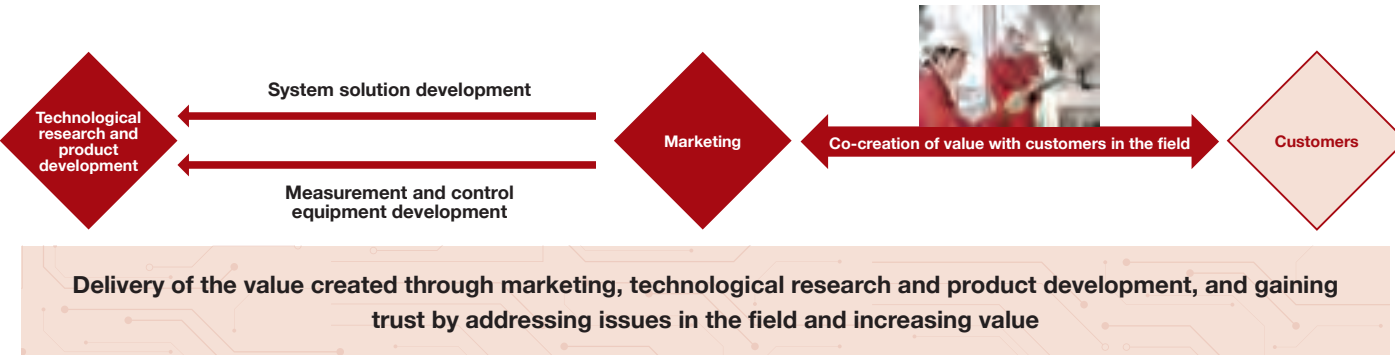 System solution development
Technological
research and
product
development
Marketing
Co-creation of value with customers in the field
Customers
Measurement and control
equipment development
Delivery of the value created through marketing, technological research and product development, and gaining
trust by addressing issues in the field and increasing value